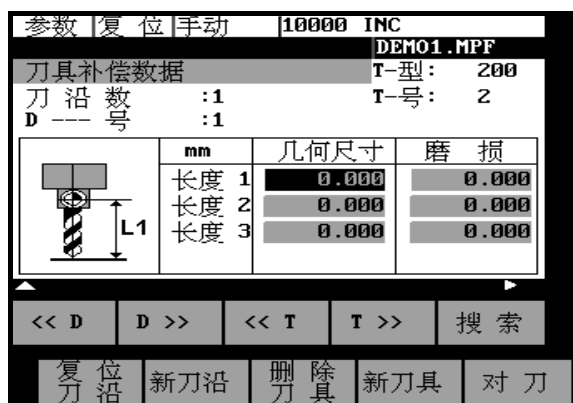 参数 复 位 手动 10000 INC
DEMO1.MPF
刀具补偿数据 T-型: 200
刀 沿 数 :1 T-号: 2
D --- 号 :1
mm 几何尺寸 磨 损
长度 1 0.000 0.000
长度 2 0.000 0.000
长度 3 0.000 0.000
L1
<< D D >> << T T >> 搜 索
复 位 刀 沿 新刀沿 删 除 刀 具 新刀具 对 刀